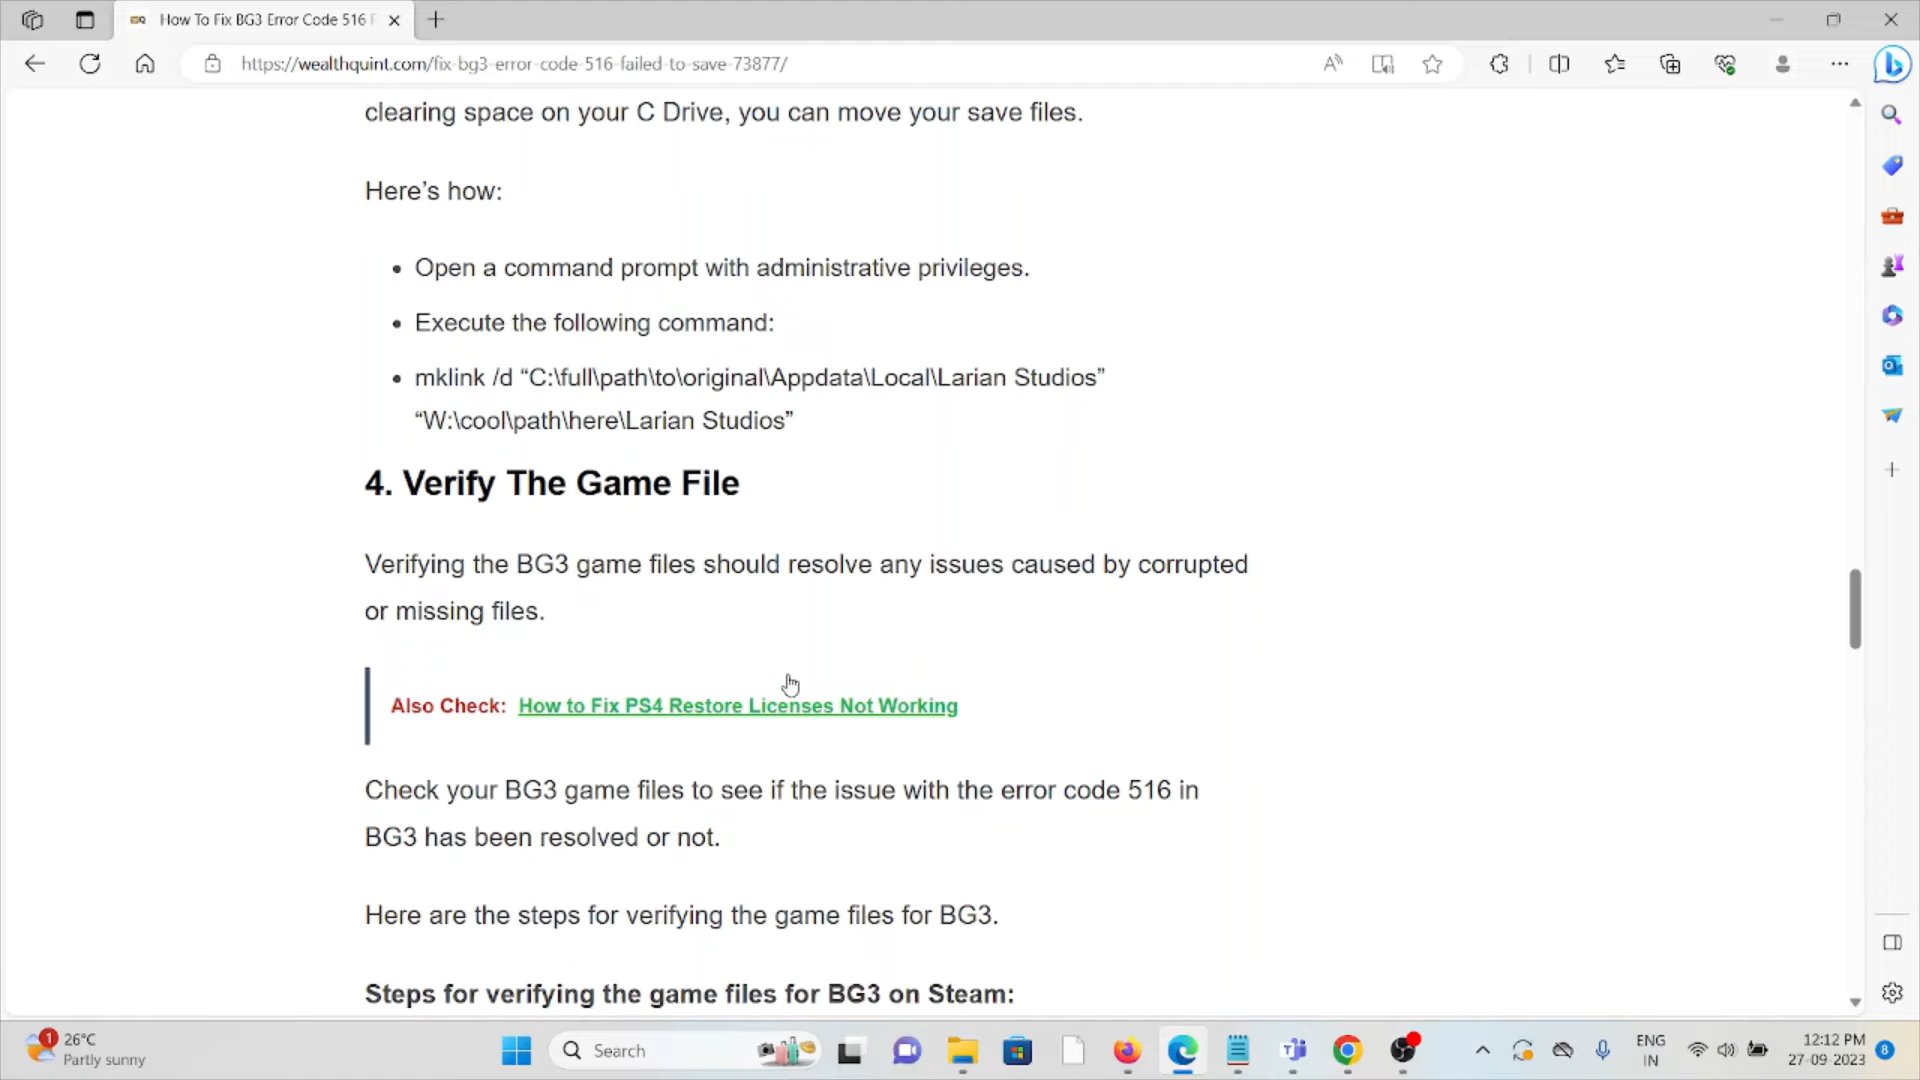 How To Fix BG3 Error Code 516 F
https://wealthquint.com/fix-bg3-error-code-516-failed-to-save-73877/
clearing space on your C Drive, you can move your save files.
Here’s how:
• Open a command prompt with administrative privileges.
• Execute the following command:
• mklink /d “C:\full\path\to\original\Appdata\Local\Larian Studios”
“W:\cool\path\here\Larian Studios”
4. Verify The Game File
Verifying the BG3 game files should resolve any issues caused by corrupted
or missing files.
Also Check: How to Fix PS4 Restore Licenses Not Working
Check your BG3 game files to see if the issue with the error code 516 in
BG3 has been resolved or not.
Here are the steps for verifying the game files for BG3.
Steps for verifying the game files for BG3 on Steam:
1
26°C
Partly sunny
Search
ENG
IN
12:12 PM
27-09-2023
8